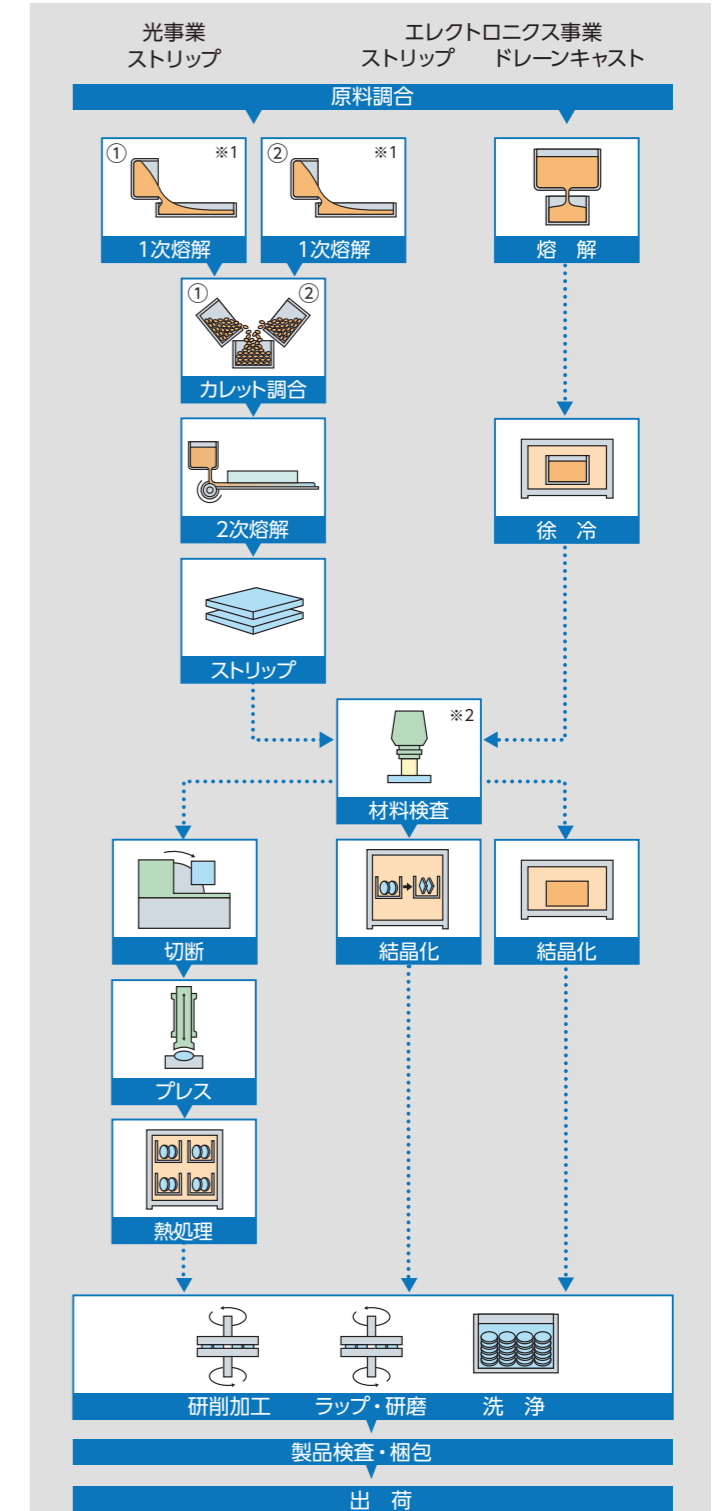 光事業
ストリップ
エレクトロニクス事業
ストリップ ドレーンキャスト
原料調合
① ※1
1次熔解
② ※1
1次熔解
熔 解
① ②
カレット調合
2次熔解
徐 冷
ストリップ
※2
材料検査
切断
結晶化
結晶化
プレス
熱処理
研削加工 ラップ・研磨 洗 浄
製品検査・梱包
出 荷